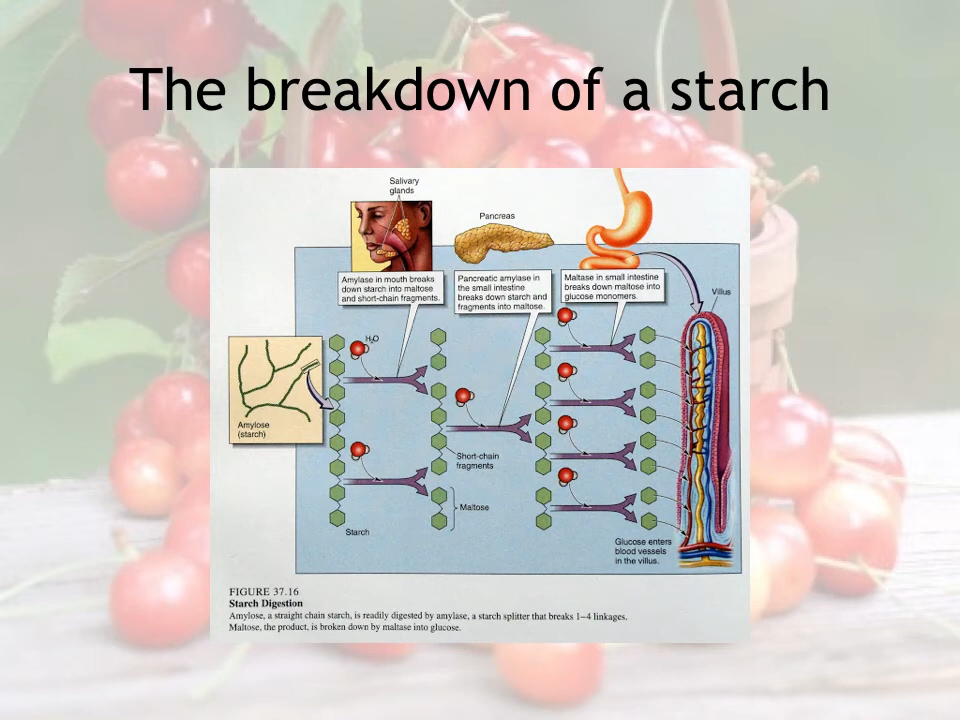 The breakdown of a starch
Salivary
glands
Pancreas
Amylase in mouth breaks
down starch into maltose
and short-chain fragments.
Pancreatic amylase in
the small intestine
breaks down starch and
fragments into maltose.
Maltase in small intestine
breaks down maltose into
glucose monomers.
Villus
H₂O
Amylose
(starch)
Short-chain
fragments
Maltose
Starch
Glucose enters
blood vessels
in the villus.
FIGURE 37.16
Starch Digestion
Amylose, a straight chain starch, is readily digested by amylase, a starch splitter that breaks 1–4 linkages.
Maltose, the product, is broken down by maltase into glucose.